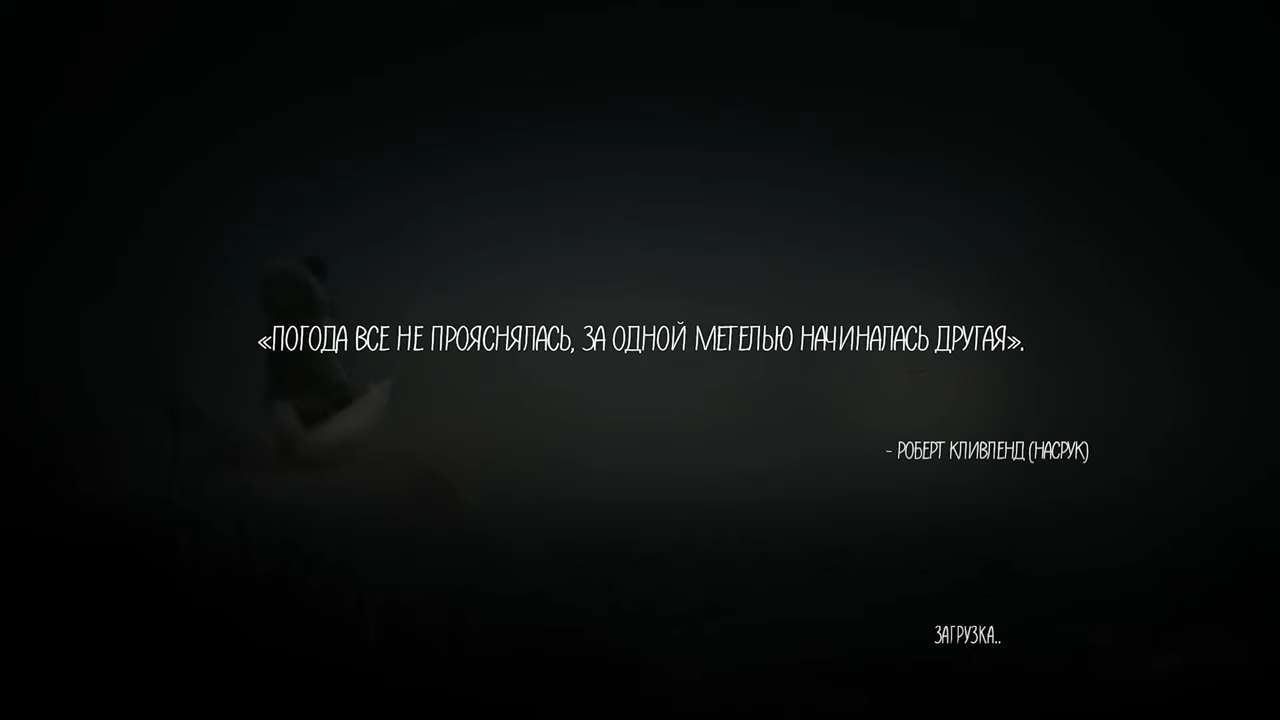 «ПОГОДА ВСЕ НЕ ПРОЯСНЯЛАСЬ, ЗА ОДНОЙ МЕТЕЛЬЮ НАЧИНАЛАСЬ ДРУГАЯ».
- РОБЕРТ КЛИВЛЕНД (НАСРУК)
ЗАГРУЗКА..